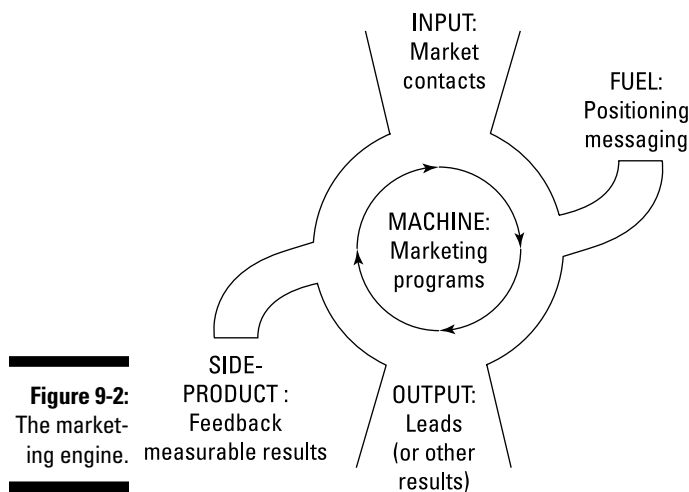 INPUT:
Market
contacts
FUEL:
Positioning
messaging
MACHINE:
Marketing
programs
SIDE-
PRODUCT :
Feedback
measurable results
OUTPUT:
Leads
(or other
results)
Figure 9-2:
The market-
ing engine.